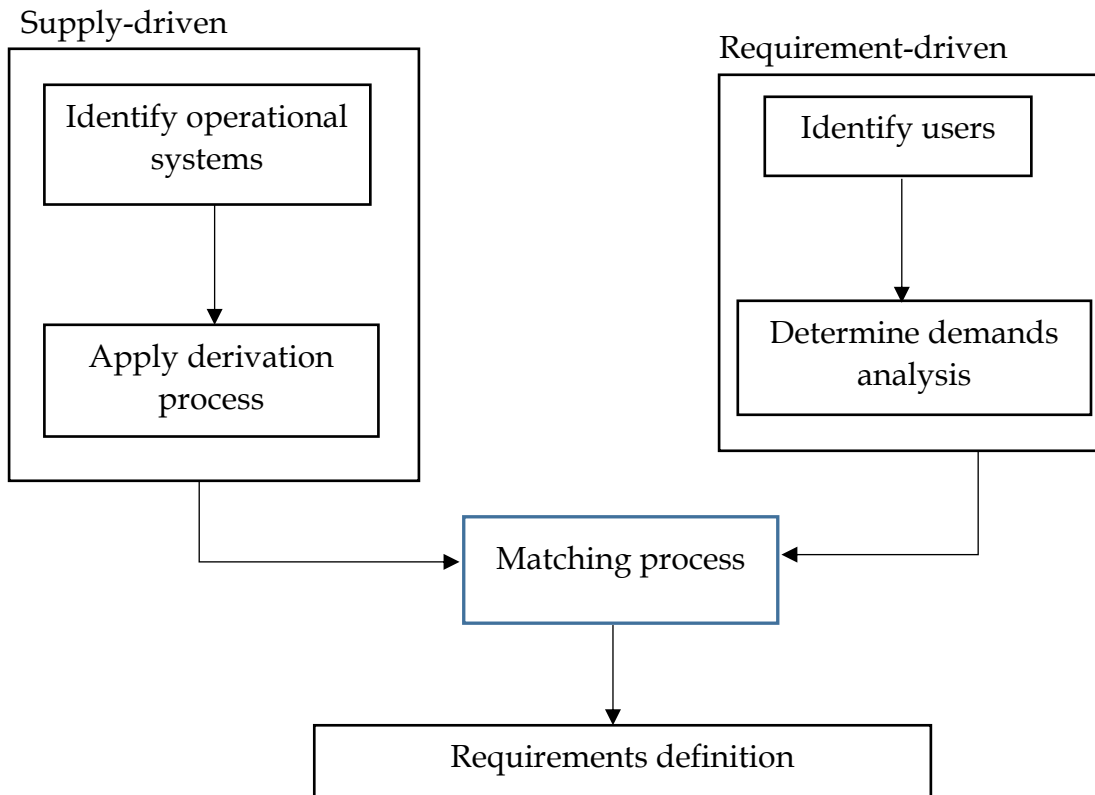 Supply-driven
Identify operational
systems
Apply derivation
process
Requirement-driven
Identify users
Determine demands
analysis
Matching process
Requirements definition